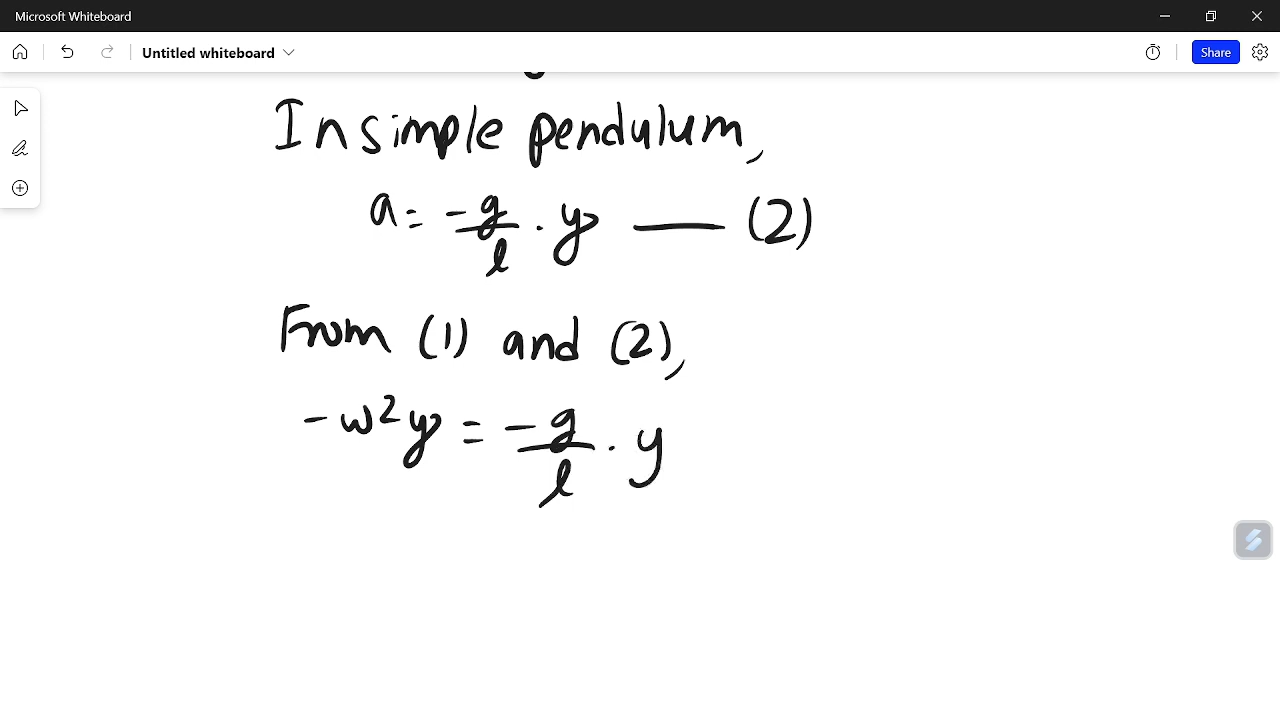 Microsoft Whiteboard
Untitled whiteboard
Share
In simple pendulum,
a = -g/l . y —— (2)
From (1) and (2),
-w²y = -g/l . y